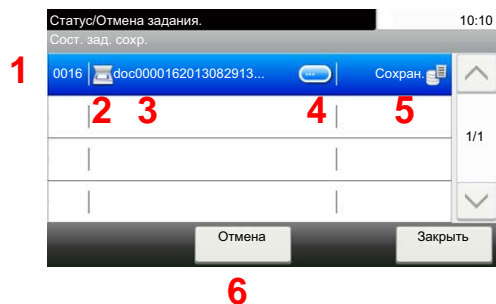 Статус/Отмена задания. 10:10
Сост. зад. сохр.
1 0016 doc0000162013082913... Сохран.
2 3 4 5
1/1
Отмена Закрыть
6